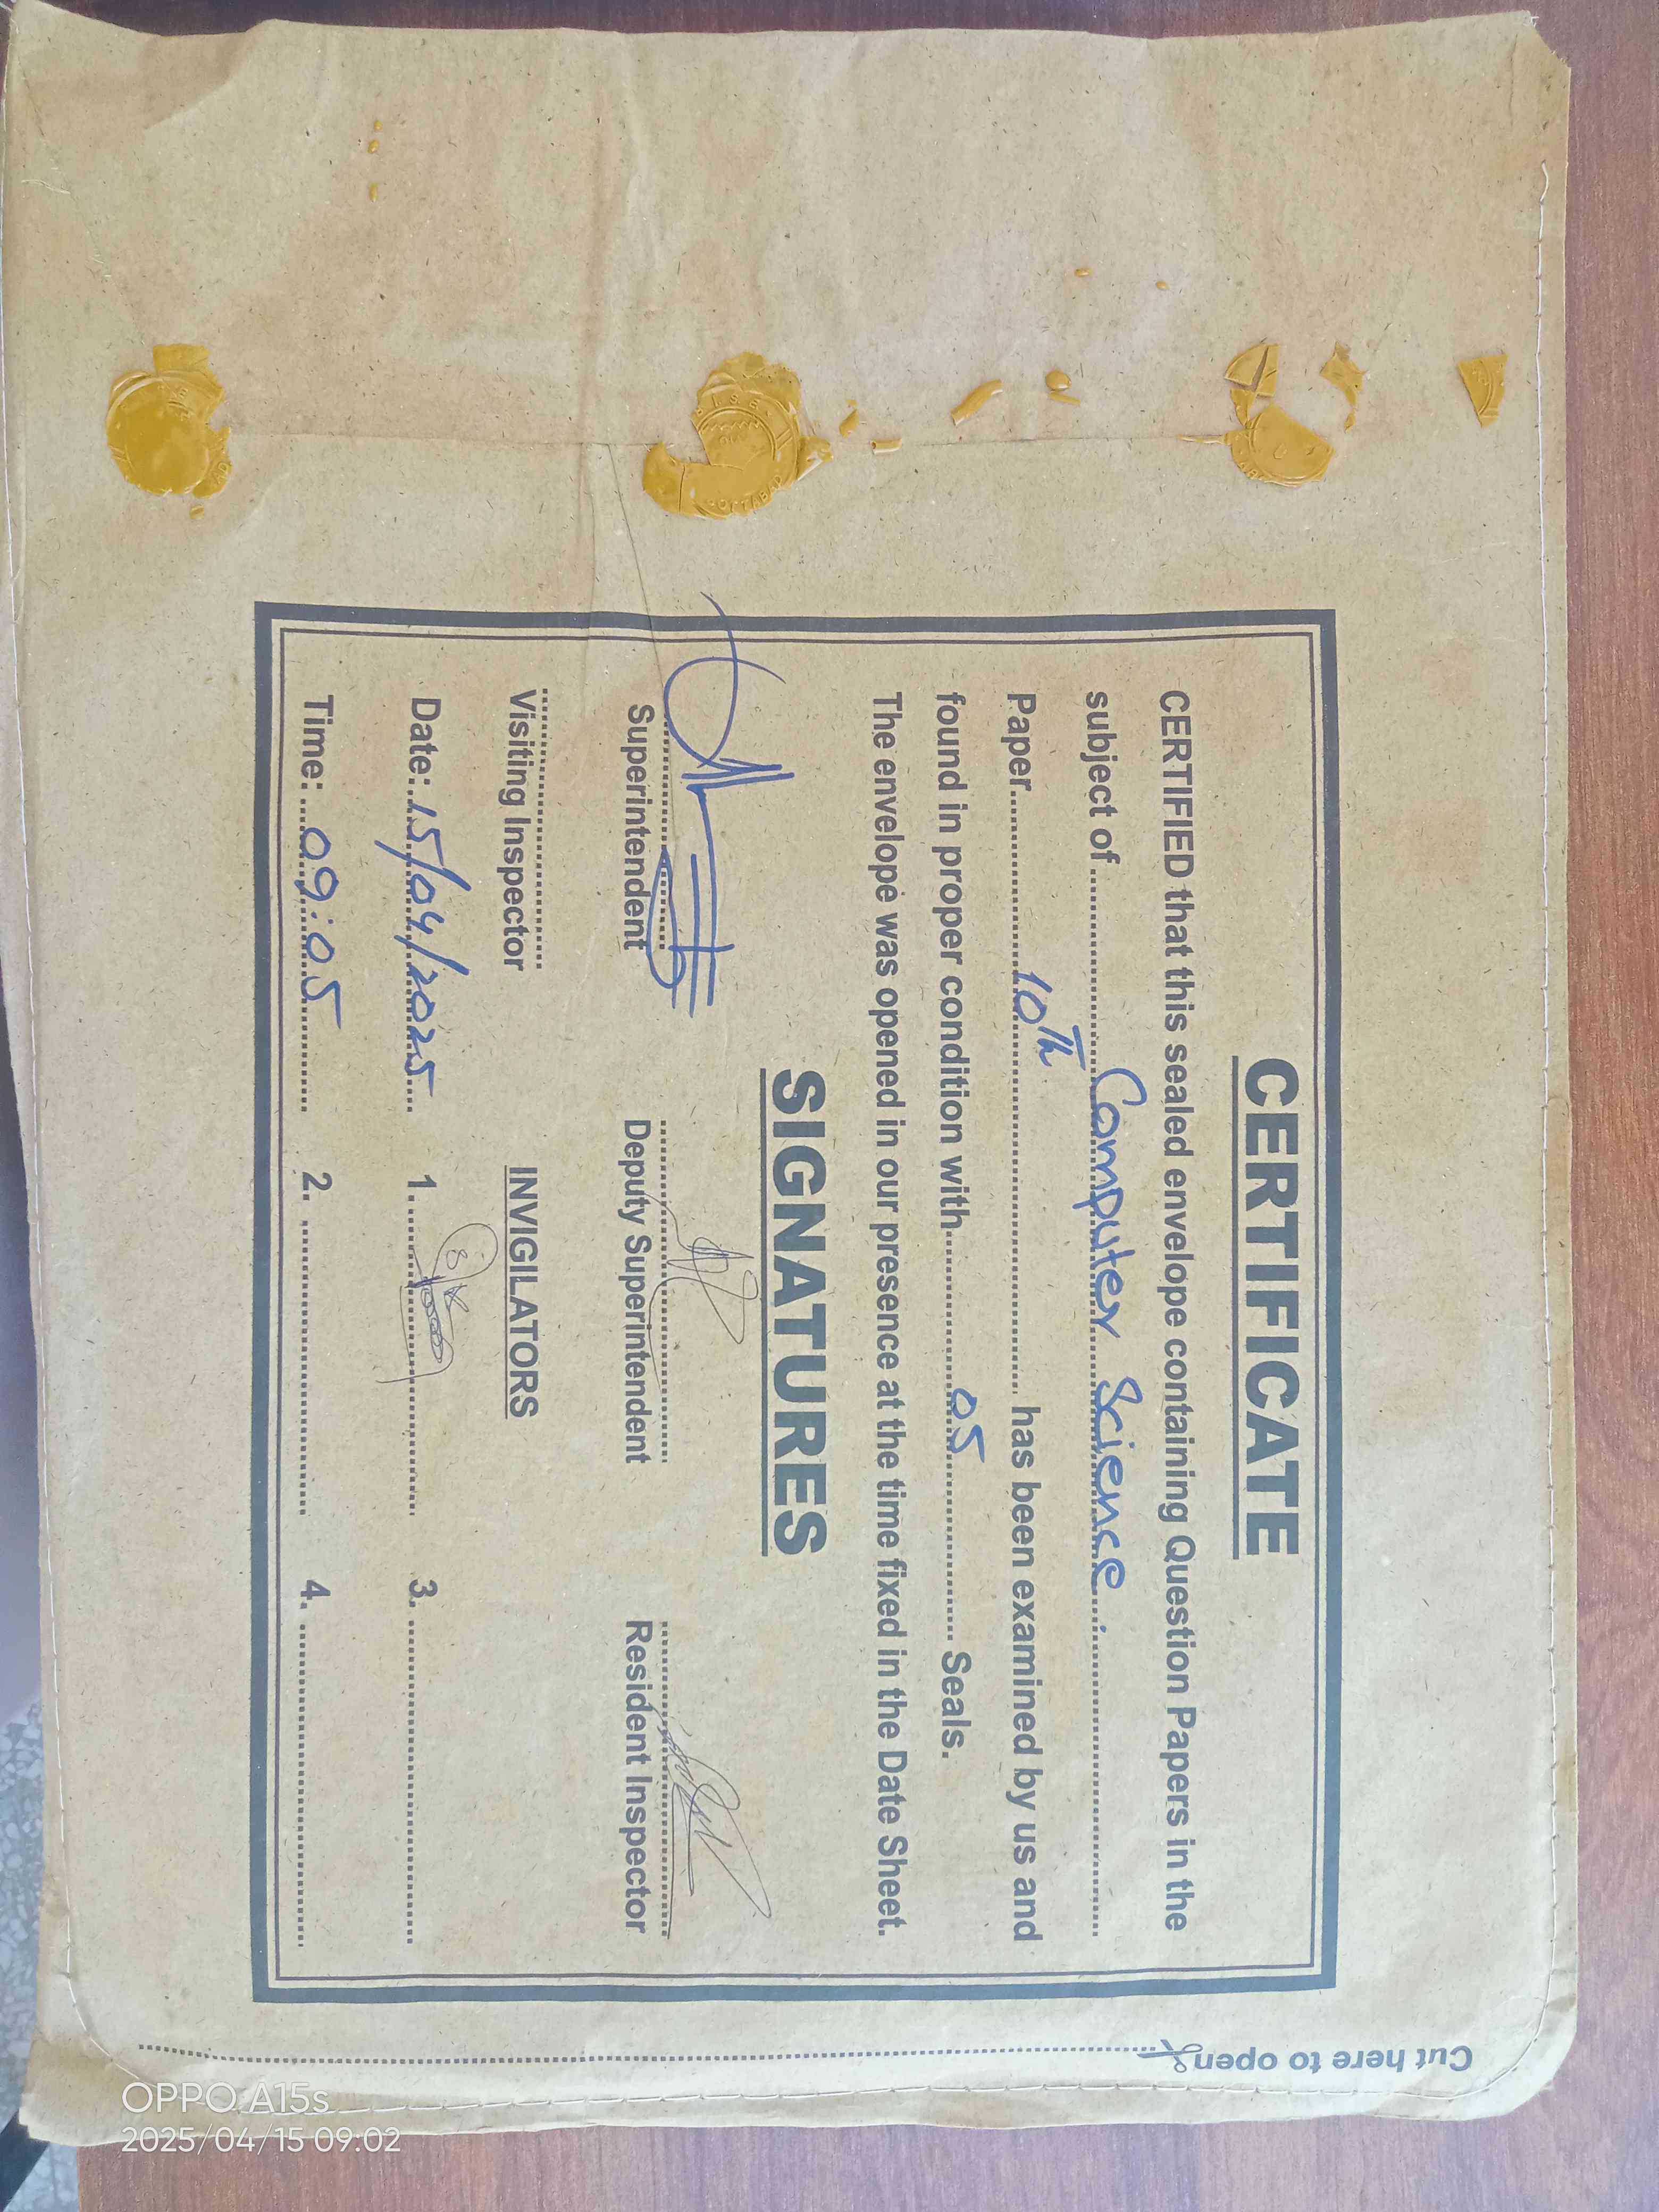 CERTIFICATE
CERTIFIED that this sealed envelope containing Question Papers in the
subject of Computer Science
Paper 10th has been examined by us and
found in proper condition with 05 Seals.
The envelope was opened in our presence at the time fixed in the Date Sheet.
SIGNATURES
Superintendent Deputy Superintendent Resident Inspector
Visiting Inspector INVIGILATORS
Date: 15/04/2025 1. 3.
Time: 09:05 2. 4.
Cut here to open
OPPO A15s
2025/04/15 09:02